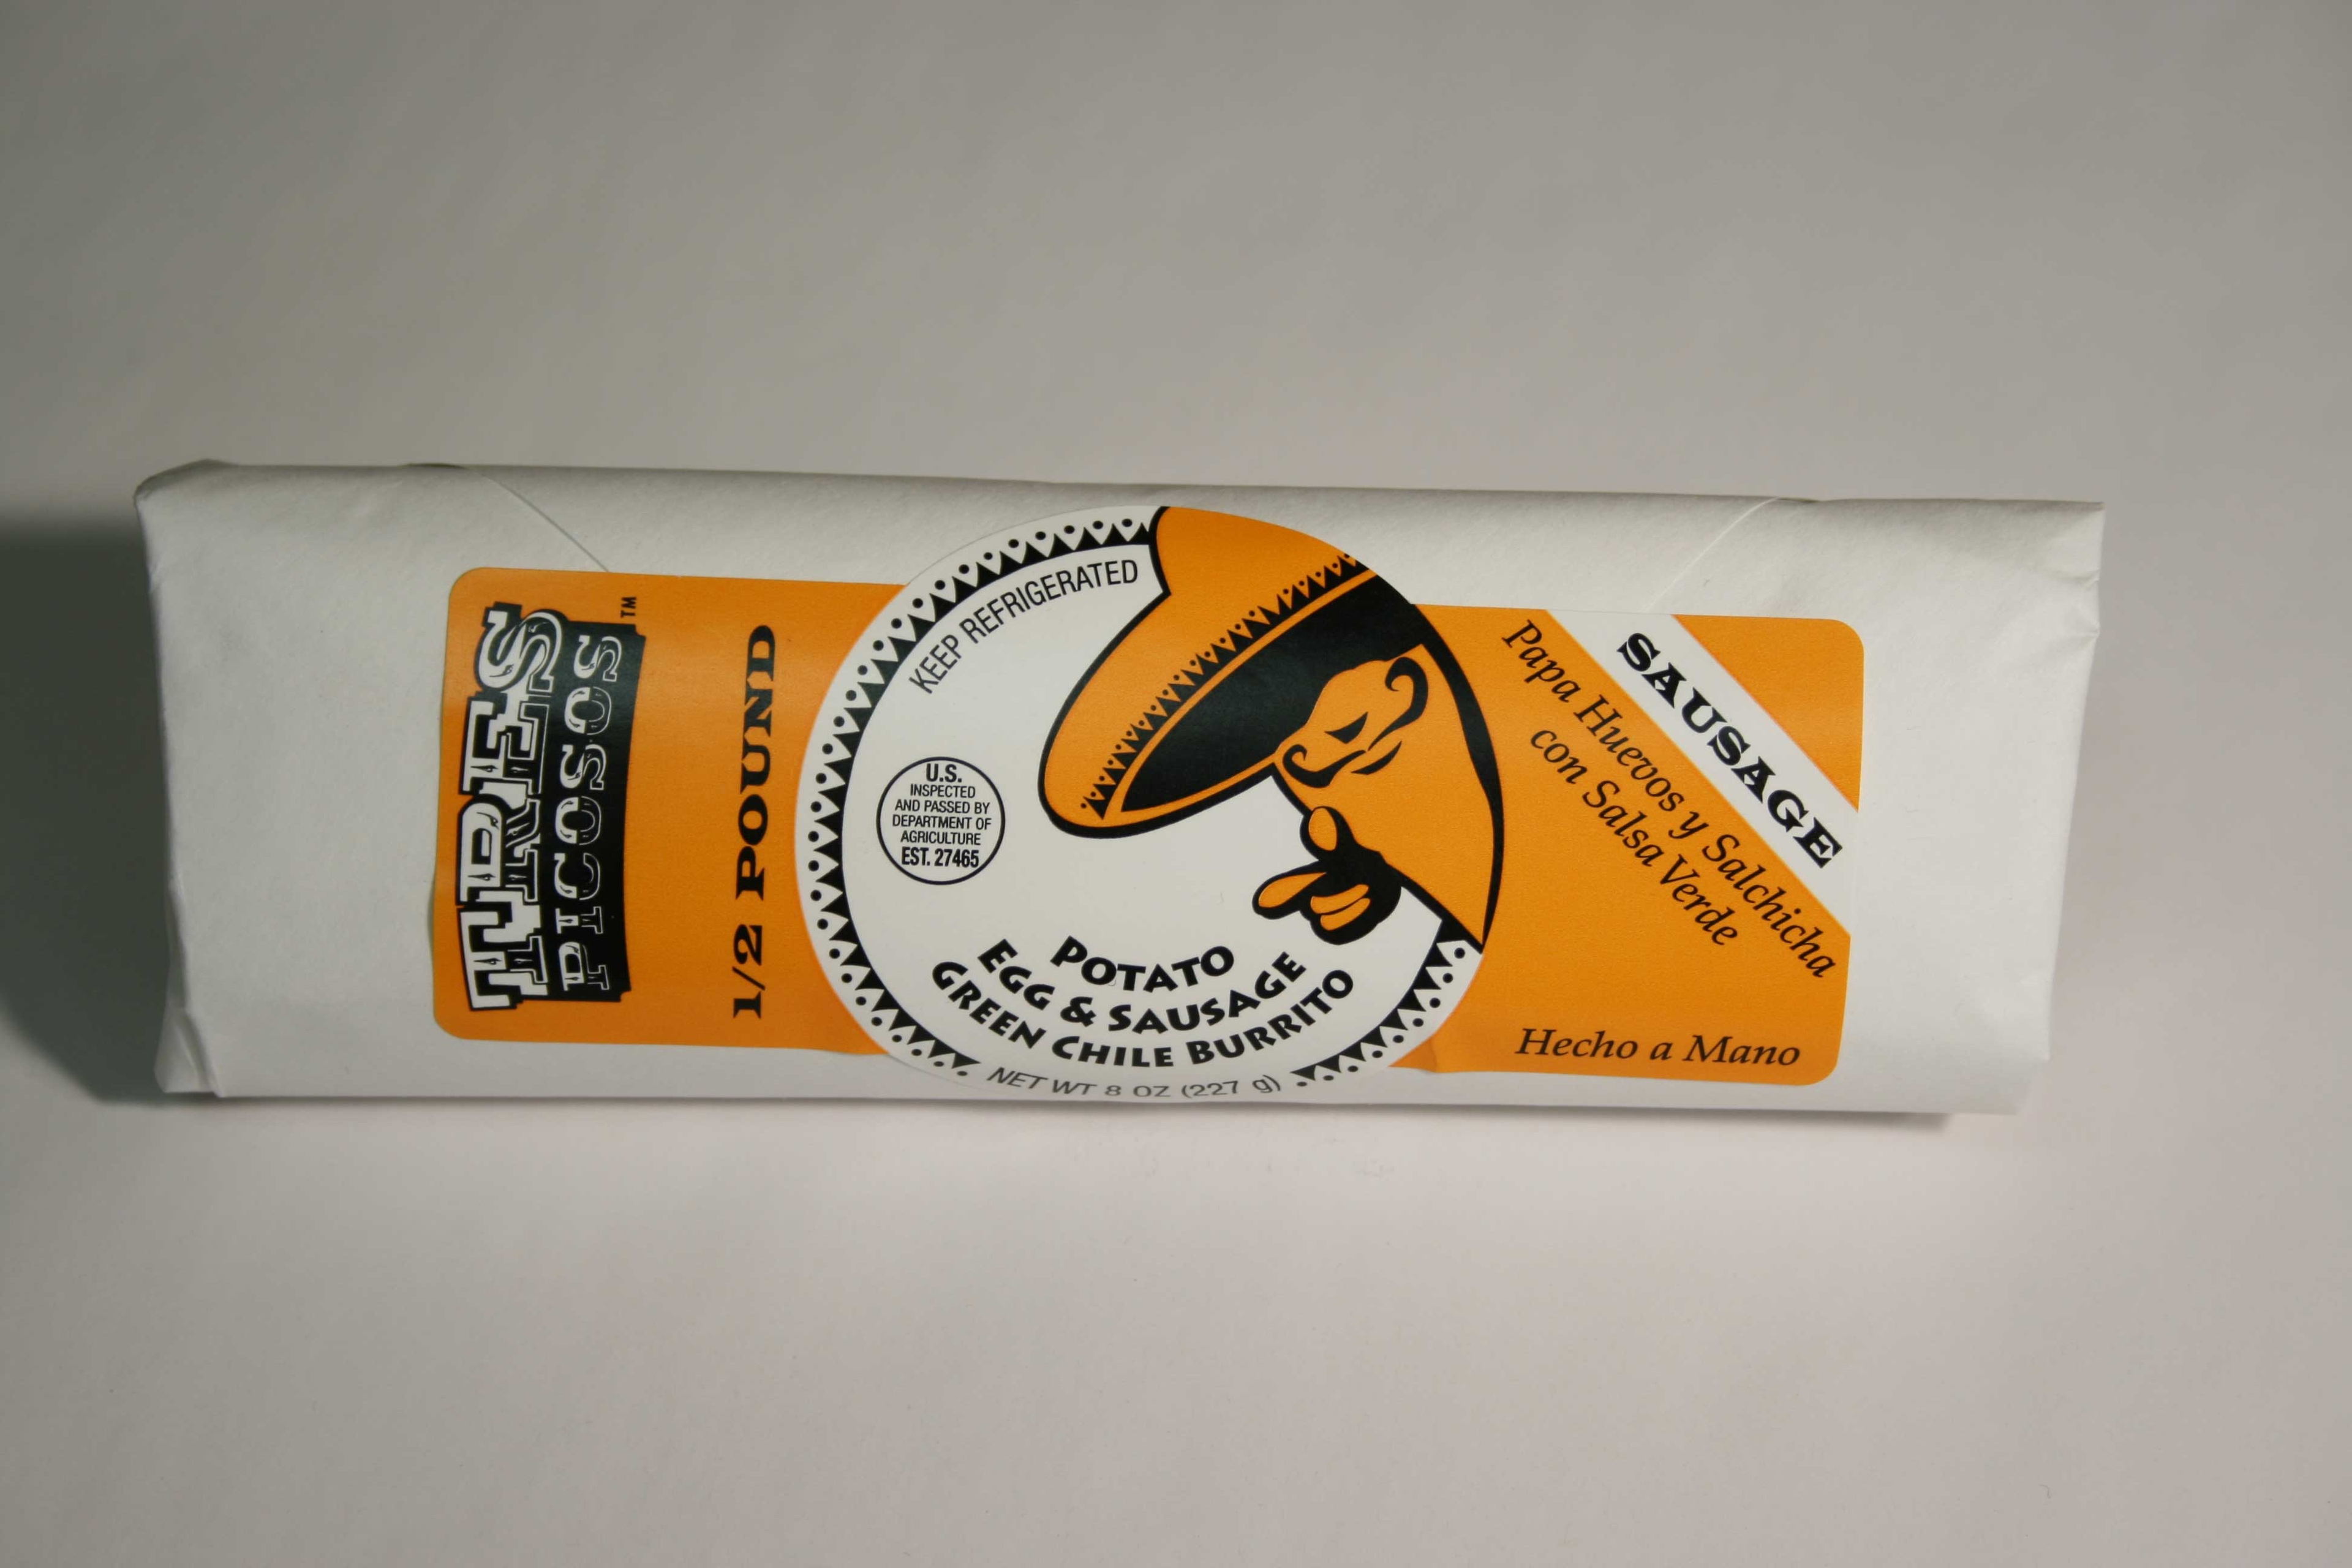 TRES
PICOSOS
TM
1/2 POUND
KEEP REFRIGERATED
U.S.
INSPECTED
AND PASSED BY
DEPARTMENT OF
AGRICULTURE
EST. 27465
POTATO
EGG & SAUSAGE
GREEN CHILE BURRITO
NET WT 8 OZ (227 g)
SAUSAGE
Papa Huevos y Salchicha
con Salsa Verde
Hecho a Mano